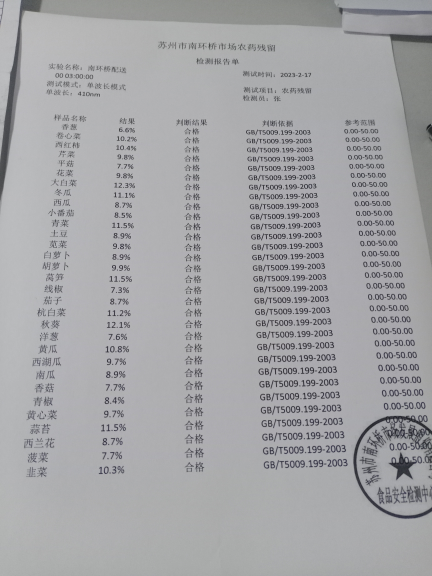 苏州市南环桥市场农药残留
检测报告单
实验名称：南环桥配送
00:03:00:00
测试模式：单波长模式
单波长：410nm
测试时间：2023-2-17
测试项目：农药残留
检测员：张
样品名称 结果 判断结果 判断依据 参考范围
香葱 6.6% 合格 GB/T5009.199-2003 0.00-50.00
卷心菜 10.2% 合格 GB/T5009.199-2003 0.00-50.00
西红柿 10.4% 合格 GB/T5009.199-2003 0.00-50.00
芹菜 9.8% 合格 GB/T5009.199-2003 0.00-50.00
平菇 7.7% 合格 GB/T5009.199-2003 0.00-50.00
花菜 9.8% 合格 GB/T5009.199-2003 0.00-50.00
大白菜 12.3% 合格 GB/T5009.199-2003 0.00-50.00
冬瓜 11.1% 合格 GB/T5009.199-2003 0.00-50.00
西瓜 8.7% 合格 GB/T5009.199-2003 0.00-50.00
小番茄 8.5% 合格 GB/T5009.199-2003 0.00-50.00
青菜 11.5% 合格 GB/T5009.199-2003 0.00-50.00
土豆 8.9% 合格 GB/T5009.199-2003 0.00-50.00
苋菜 9.8% 合格 GB/T5009.199-2003 0.00-50.00
白萝卜 8.9% 合格 GB/T5009.199-2003 0.00-50.00
胡萝卜 9.9% 合格 GB/T5009.199-2003 0.00-50.00
莴笋 11.5% 合格 GB/T5009.199-2003 0.00-50.00
线椒 7.3% 合格 GB/T5009.199-2003 0.00-50.00
茄子 8.7% 合格 GB/T5009.199-2003 0.00-50.00
杭白菜 11.2% 合格 GB/T5009.199-2003 0.00-50.00
秋葵 12.1% 合格 GB/T5009.199-2003 0.00-50.00
洋葱 7.6% 合格 GB/T5009.199-2003 0.00-50.00
黄瓜 10.8% 合格 GB/T5009.199-2003 0.00-50.00
西湖瓜 9.7% 合格 GB/T5009.199-2003 0.00-50.00
南瓜 8.9% 合格 GB/T5009.199-2003 0.00-50.00
香菇 7.7% 合格 GB/T5009.199-2003 0.00-50.00
青椒 8.4% 合格 GB/T5009.199-2003 0.00-50.00
黄心菜 9.7% 合格 GB/T5009.199-2003 0.00-50.00
蒜苔 11.5% 合格 GB/T5009.199-2003 0.00-50.00
西兰花 8.7% 合格 GB/T5009.199-2003 0.00-50.00
菠菜 7.7% 合格 GB/T5009.199-2003 0.00-50.00
韭菜 10.3% 合格 GB/T5009.199-2003 0.00-50.00
苏州市南环桥市
食品安全检测中心